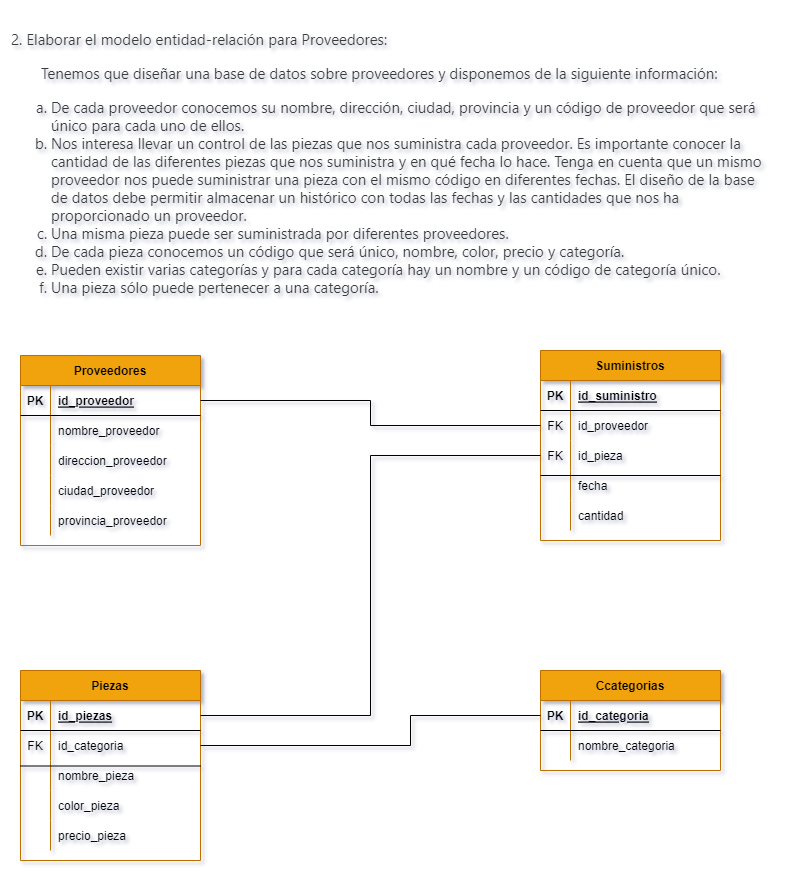 2. Elaborar el modelo entidad-relación para Proveedores:
Tenemos que diseñar una base de datos sobre proveedores y disponemos de la siguiente información:
a. De cada proveedor conocemos su nombre, dirección, ciudad, provincia y un código de proveedor que será
único para cada uno de ellos.
b. Nos interesa llevar un control de las piezas que nos suministra cada proveedor. Es importante conocer la
cantidad de las diferentes piezas que nos suministra y en qué fecha lo hace. Tenga en cuenta que un mismo
proveedor nos puede suministrar una pieza con el mismo código en diferentes fechas. El diseño de la base
de datos debe permitir almacenar un histórico con todas las fechas y las cantidades que nos ha
proporcionado un proveedor.
c. Una misma pieza puede ser suministrada por diferentes proveedores.
d. De cada pieza conocemos un código que será único, nombre, color, precio y categoría.
e. Pueden existir varias categorías y para cada categoría hay un nombre y un código de categoría único.
f. Una pieza sólo puede pertenecer a una categoría.
Proveedores
PK id_proveedor
nombre_proveedor
direccion_proveedor
ciudad_proveedor
provincia_proveedor
Suministros
PK id_suministro
FK id_proveedor
FK id_pieza
fecha
cantidad
Piezas
PK id_piezas
FK id_categoria
nombre_pieza
color_pieza
precio_pieza
Ccategorias
PK id_categoria
nombre_categoria